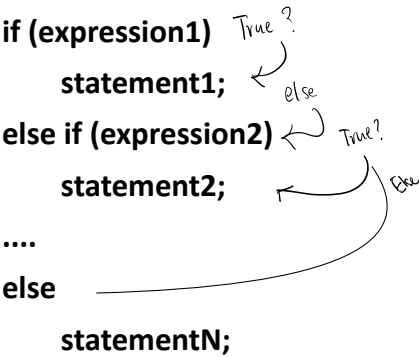 if (expression1) True ?
statement1;
else
else if (expression2) True?
statement2;
Else
....
else
statementN;